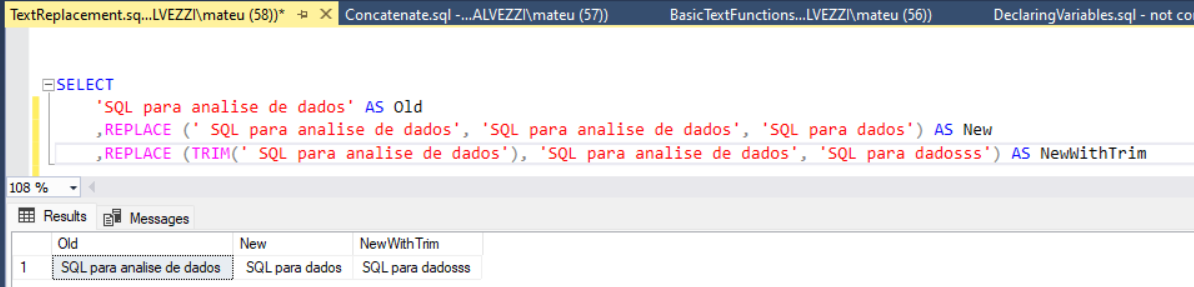 TextReplacement.sq...LVEZZI\mateu (58))* Concatenate.sql -...ALVEZZI\mateu (57)) BasicTextFunctions...LVEZZI\mateu (56)) DeclaringVariables.sql - not co
SELECT
'SQL para analise de dados' AS Old
,REPLACE (' SQL para analise de dados', 'SQL para analise de dados', 'SQL para dados') AS New
,REPLACE (TRIM(' SQL para analise de dados'), 'SQL para analise de dados', 'SQL para dadosss') AS NewWithTrim
108 %
Results Messages
Old New NewWithTrim
1 SQL para analise de dados SQL para dados SQL para dadosss